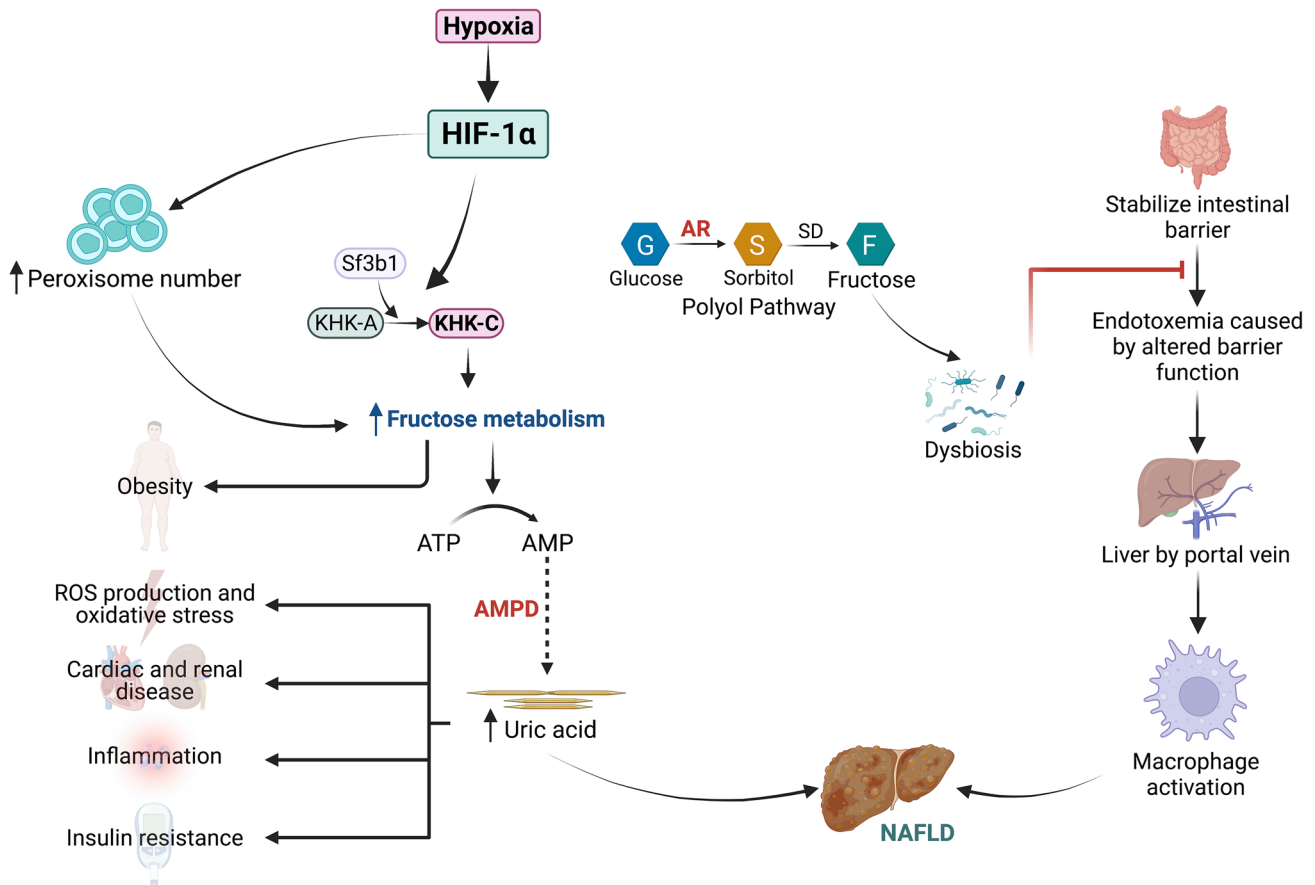 Hypoxia
HIF-1α
Peroxisome number
Sf3b1
KHK-A
KHK-C
Fructose metabolism
Obesity
ATP
AMP
AMPD
ROS production and
oxidative stress
Cardiac and renal
disease
Inflammation
Insulin resistance
Uric acid
G
AR
S
SD
F
Glucose
Sorbitol
Fructose
Polyol Pathway
Dysbiosis
Stabilize intestinal
barrier
Endotoxemia caused
by altered barrier
function
Liver by portal vein
Macrophage
activation
NAFLD